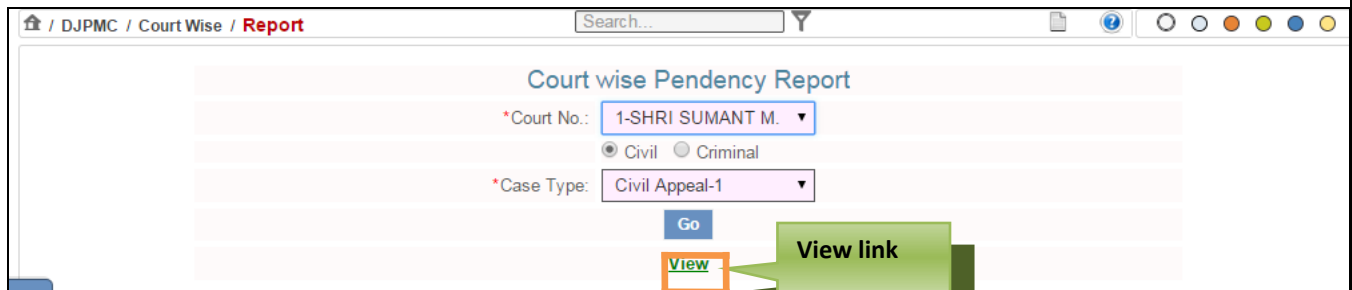 / DJPMC / Court Wise / Report
Search...
Court wise Pendency Report
*Court No.: 1-SHRI SUMANT M.
Civil Criminal
*Case Type: Civil Appeal-1
Go
View
View link